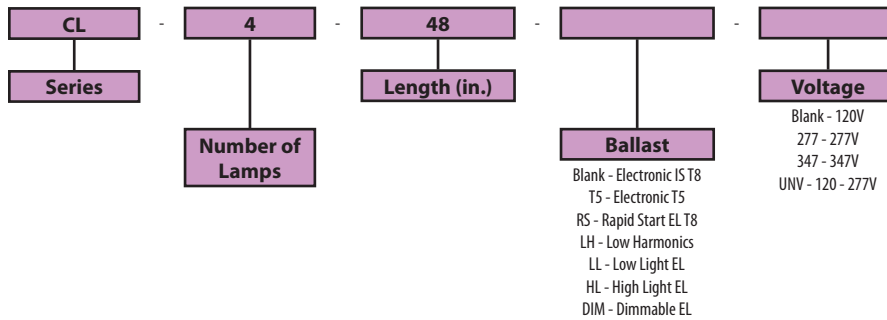 CL - 4 - 48 - -
Series
Length (in.)
Voltage
Blank - 120V
277 - 277V
347 - 347V
UNV - 120 - 277V
Number of
Lamps
Ballast
Blank - Electronic IS T8
T5 - Electronic T5
RS - Rapid Start EL T8
LH - Low Harmonics
LL - Low Light EL
HL - High Light EL
DIM - Dimmable EL